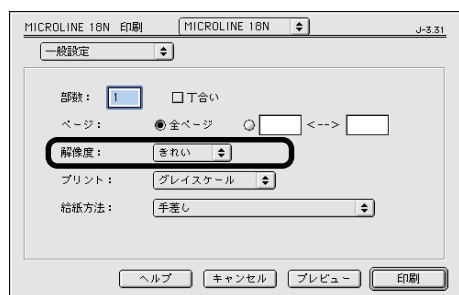 MICROLINE 18N 印刷 MICROLINE 18N J-3.31
一般設定
部数： 1 丁合い
ページ： 全ページ <-->
解像度： きれい
プリント： グレイスケール
給紙方法： 手差し
ヘルプ キャンセル プレビュー 印刷